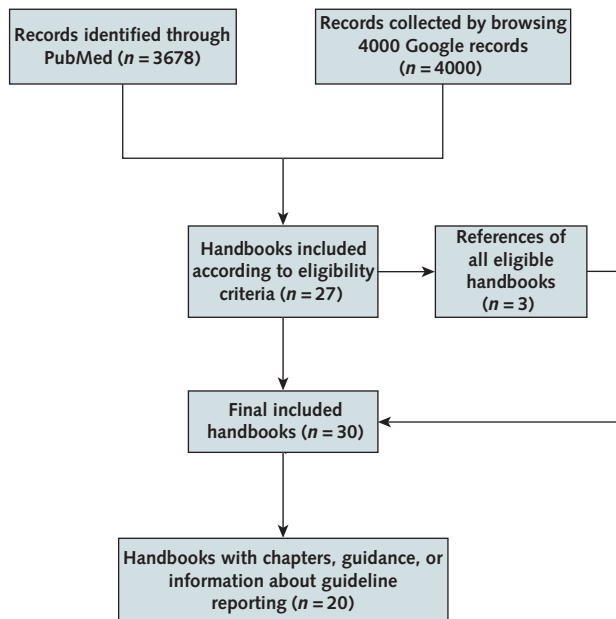 Records identified through
PubMed (n = 3678)
Records collected by browsing
4000 Google records
(n = 4000)
Handbooks included
according to eligibility
criteria (n = 27)
References of
all eligible
handbooks
(n = 3)
Final included
handbooks (n = 30)
Handbooks with chapters, guidance, or
information about guideline
reporting (n = 20)